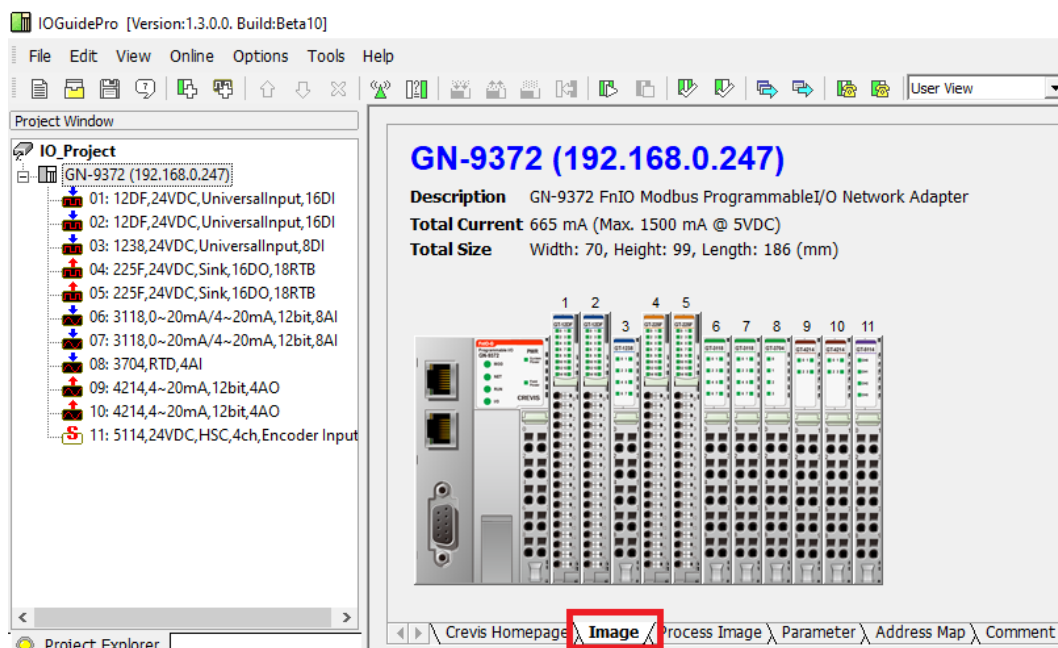 IOGuidePro [Version:1.3.0.0. Build:Beta10]
File Edit View Online Options Tools Help
User View
Project Window
IO_Project
GN-9372 (192.168.0.247)
01: 12DF,24VDC,UniversalInput,16DI
02: 12DF,24VDC,UniversalInput,16DI
03: 1238,24VDC,UniversalInput,8DI
04: 225F,24VDC,Sink,16DO,18RTB
05: 225F,24VDC,Sink,16DO,18RTB
06: 3118,0~20mA/4~20mA,12bit,8AI
07: 3118,0~20mA/4~20mA,12bit,8AI
08: 3704,RTD,4AI
09: 4214,4~20mA,12bit,4AO
10: 4214,4~20mA,12bit,4AO
11: 5114,24VDC,HSC,4ch,Encoder Input
Project Explorer
GN-9372 (192.168.0.247)
Description GN-9372 FnIO Modbus ProgrammableI/O Network Adapter
Total Current 665 mA (Max. 1500 mA @ 5VDC)
Total Size Width: 70, Height: 99, Length: 186 (mm)
1 2 3 4 5 6 7 8 9 10 11
GN-9372
PWR
CREVIS
Crevis Homepage Image Process Image Parameter Address Map Comment